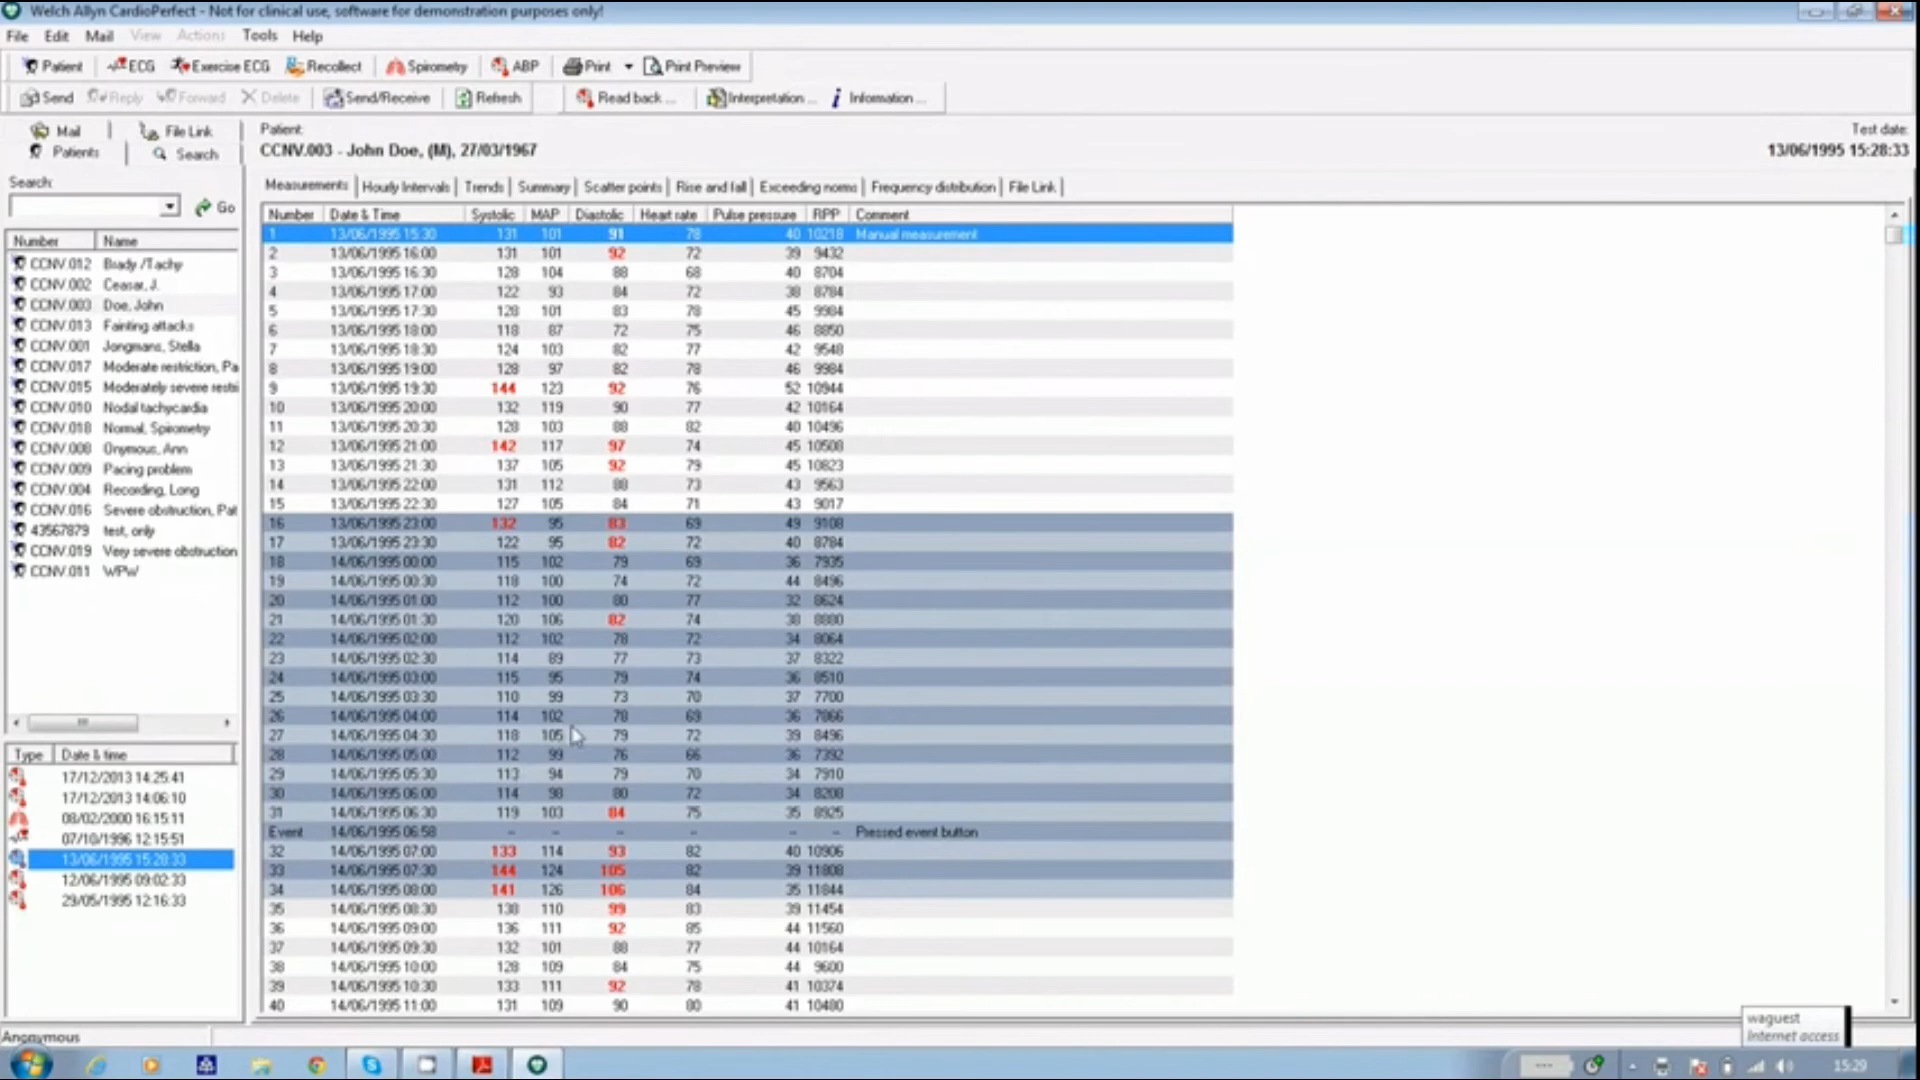 Welch Allyn CardioPerfect - Not for clinical use, software for demonstration purposes only!
File Edit Mail View Actions Tools Help
Patient ECG Exercise ECG Recollect Spirometry ABP Print Print Preview
Send Reply Forward Delete Send/Receive Refresh Read back ... Interpretation ... Information ...
Mail File Link
Patients Search
Patient:
CCNV.003 - John Doe, (M), 27/03/1967
Test date:
13/06/1995 15:28:33
Search:
Go
Number Name
CCNV.012 Brady /Tachy
CCNV.002 Ceasar, J.
CCNV.003 Doe, John
CCNV.013 Fainting attacks
CCNV.001 Jongmans, Stella
CCNV.017 Moderate restriction, Pa
CCNV.015 Moderately severe restri
CCNV.010 Nodal tachycardia
CCNV.018 Normal, Spirometry
CCNV.008 Onymous, Ann
CCNV.009 Pacing problem
CCNV.004 Recording, Long
CCNV.016 Severe obstruction, Pat
43567879 test, only
CCNV.019 Very severe obstruction
CCNV.011 WPW
Type Date & time
17/12/2013 14:25:41
17/12/2013 14:06:10
08/02/2000 16:15:11
07/10/1996 12:15:51
13/06/1995 15:28:33
12/06/1995 09:02:33
29/05/1995 12:16:33
Measurements Hourly Intervals Trends Summary Scatter points Rise and fall Exceeding norms Frequency distribution File Link
Number Date & Time Systolic MAP Diastolic Heart rate Pulse pressure RPP Comment
1 13/06/1995 15:30 131 101 91 78 40 10218 Manual measurement
2 13/06/1995 16:00 131 101 92 72 39 9432
3 13/06/1995 16:30 128 104 88 68 40 8704
4 13/06/1995 17:00 122 93 84 72 38 8784
5 13/06/1995 17:30 128 101 83 78 45 9984
6 13/06/1995 18:00 118 87 72 75 46 8850
7 13/06/1995 18:30 124 103 82 77 42 9548
8 13/06/1995 19:00 128 97 82 78 46 9984
9 13/06/1995 19:30 144 123 92 76 52 10944
10 13/06/1995 20:00 132 119 90 77 42 10164
11 13/06/1995 20:30 128 103 88 82 40 10496
12 13/06/1995 21:00 142 117 97 74 45 10508
13 13/06/1995 21:30 137 105 92 79 45 10823
14 13/06/1995 22:00 131 112 88 73 43 9563
15 13/06/1995 22:30 127 105 84 71 43 9017
16 13/06/1995 23:00 132 95 83 69 49 9108
17 13/06/1995 23:30 122 95 82 72 40 8784
18 14/06/1995 00:00 115 102 79 69 36 7935
19 14/06/1995 00:30 118 100 74 72 44 8496
20 14/06/1995 01:00 112 100 80 77 32 8624
21 14/06/1995 01:30 120 106 82 74 38 8880
22 14/06/1995 02:00 112 102 78 72 34 8064
23 14/06/1995 02:30 114 89 77 73 37 8322
24 14/06/1995 03:00 115 95 79 74 36 8510
25 14/06/1995 03:30 110 99 73 70 37 7700
26 14/06/1995 04:00 114 102 78 69 36 7866
27 14/06/1995 04:30 118 105 79 72 39 8496
28 14/06/1995 05:00 112 99 76 66 36 7392
29 14/06/1995 05:30 113 94 79 70 34 7910
30 14/06/1995 06:00 114 98 80 72 34 8208
31 14/06/1995 06:30 119 103 84 75 35 8925
Event 14/06/1995 06:58 – – – – – – Pressed event button
32 14/06/1995 07:00 133 114 93 82 40 10906
33 14/06/1995 07:30 144 124 105 82 39 11808
34 14/06/1995 08:00 141 126 106 84 35 11844
35 14/06/1995 08:30 138 110 99 83 39 11454
36 14/06/1995 09:00 136 111 92 85 44 11560
37 14/06/1995 09:30 132 101 88 77 44 10164
38 14/06/1995 10:00 128 109 84 75 44 9600
39 14/06/1995 10:30 133 111 92 78 41 10374
40 14/06/1995 11:00 131 109 90 80 41 10480
Anonymous
waguest
Internet access
15:29